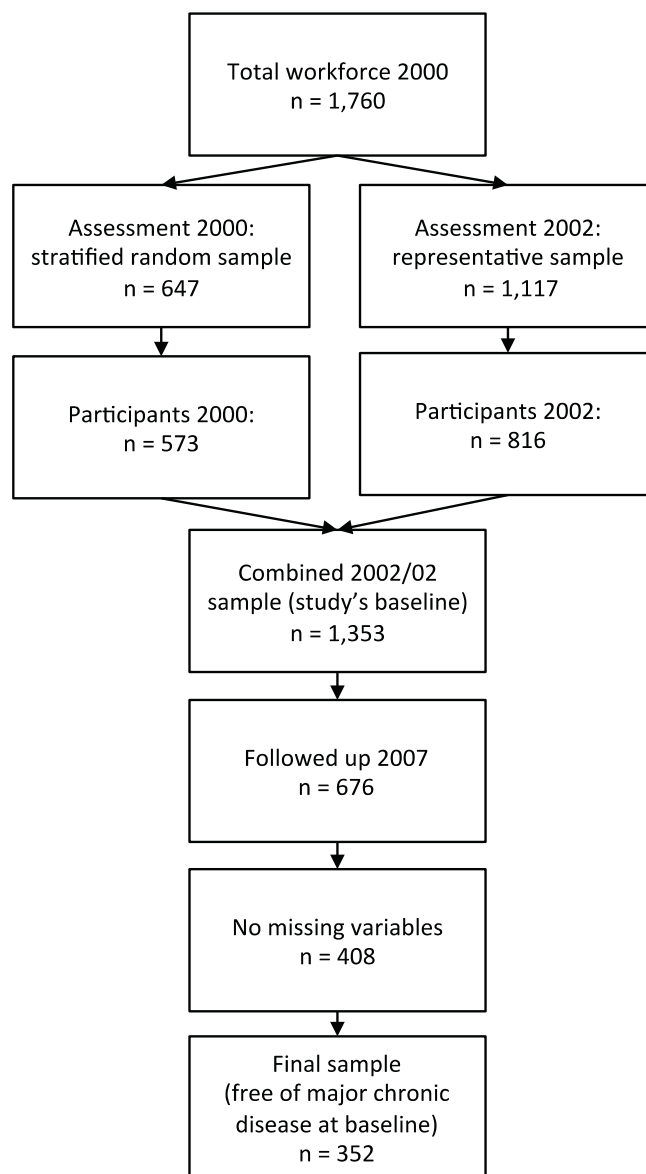 Total workforce 2000
n = 1,760
Assessment 2000:
stratified random sample
n = 647
Assessment 2002:
representative sample
n = 1,117
Participants 2000:
n = 573
Participants 2002:
n = 816
Combined 2002/02
sample (study's baseline)
n = 1,353
Followed up 2007
n = 676
No missing variables
n = 408
Final sample
(free of major chronic
disease at baseline)
n = 352